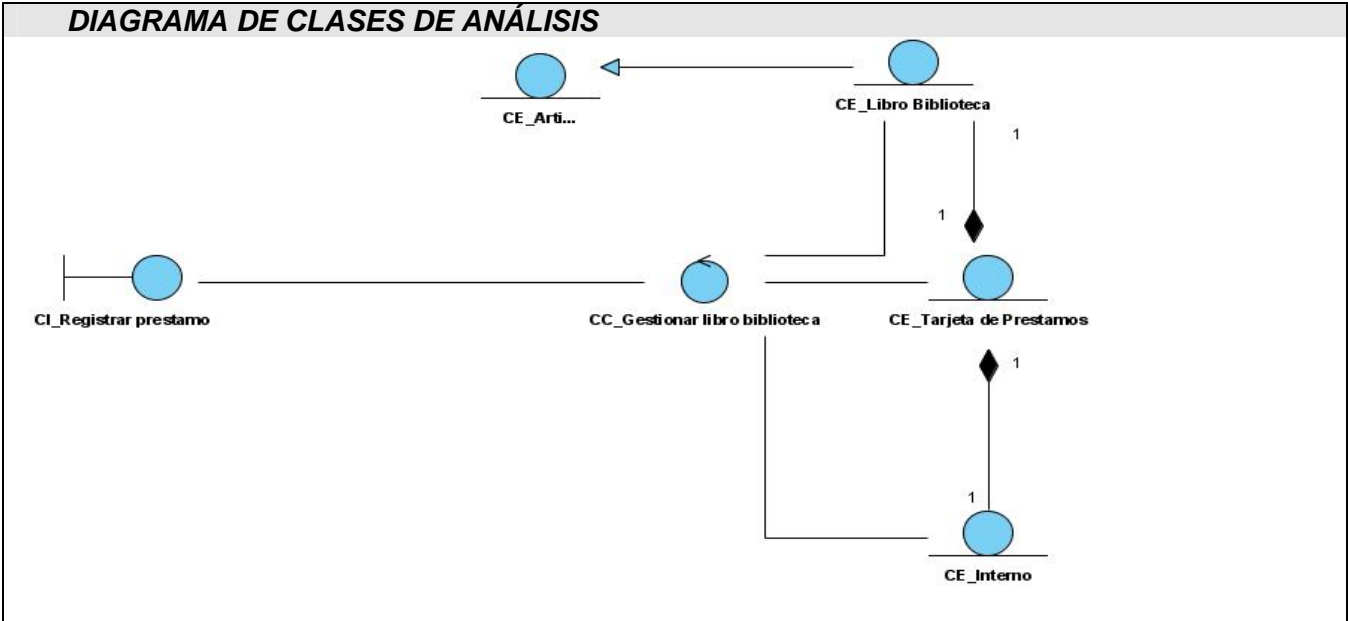 DIAGRAMA DE CLASES DE ANÁLISIS
CE_Arti...
CE_Libro Biblioteca
1
1
CI_Registrar prestamo
CC_Gestionar libro biblioteca
CE_Tarjeta de Prestamos
1
1
CE_Interno